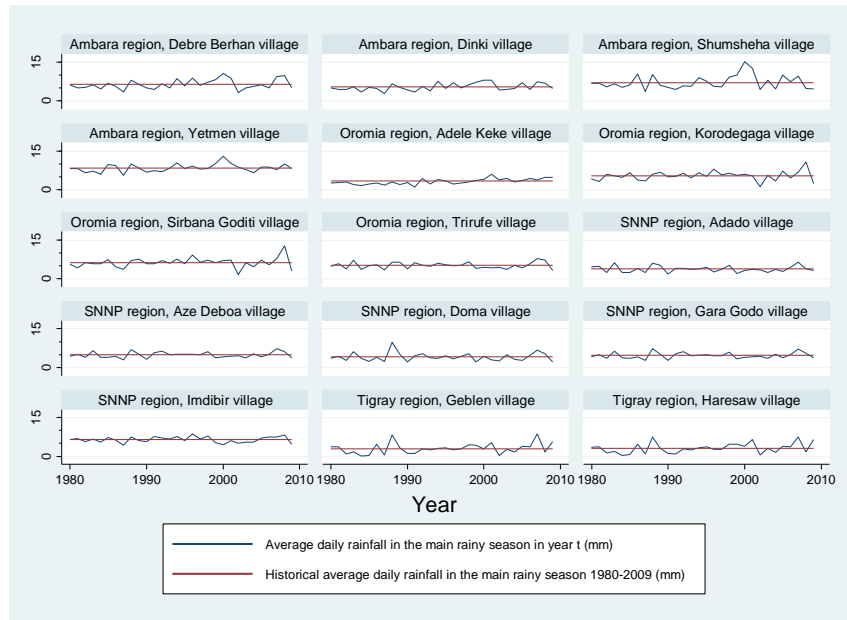 Ambara region, Debre Berhan village
Ambara region, Dinki village
Ambara region, Shumsheha village
15
0
Ambara region, Yetmen village
Oromia region, Adele Keke village
Oromia region, Korodegaga village
15
0
Oromia region, Sirbana Goditi village
Oromia region, Trirufe village
SNNP region, Adado village
15
0
SNNP region, Aze Deboa village
SNNP region, Doma village
SNNP region, Gara Godo village
15
0
SNNP region, Imdibir village
Tigray region, Geblen village
Tigray region, Haresaw village
15
0
1980 1990 2000 2010 1980 1990 2000 2010 1980 1990 2000 2010
Year
Average daily rainfall in the main rainy season in year t (mm)
Historical average daily rainfall in the main rainy season 1980-2009 (mm)